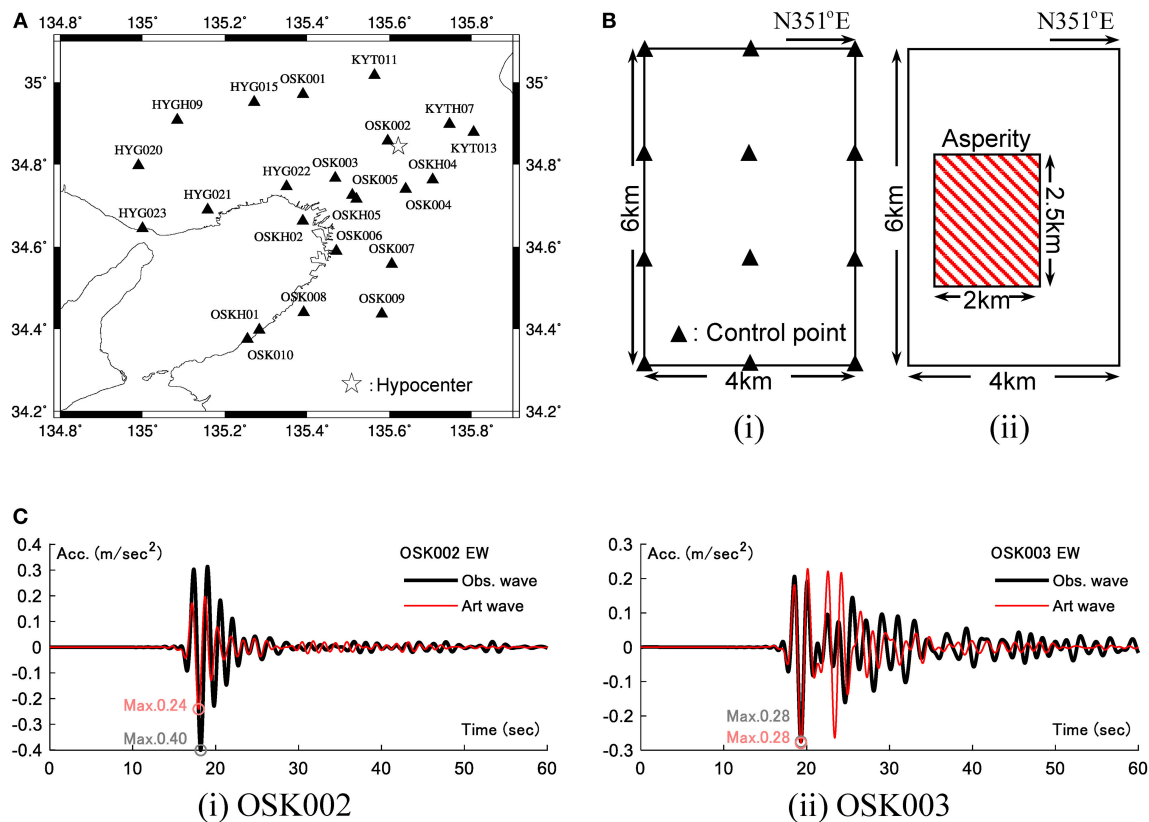 A
134.8° 135° 135.2° 135.4° 135.6° 135.8°
35°
34.8°
34.6°
34.4°
34.2°
35°
34.8°
34.6°
34.4°
34.2°
134.8° 135° 135.2° 135.4° 135.6° 135.8°
KYT011
OSK001
HYG015
HYGH09
KYTH07
OSK002
KYT013
HYG020
OSK003
OSKH04
HYG022
OSK005
HYG021
OSK004
HYG023
OSKH05
OSKH02
OSK006
OSK007
OSK008
OSK009
OSKH01
OSK010
☆ : Hypocenter
B
N351°E
6km
▲ : Control point
4km
(i)
N351°E
6km
Asperity
2.5km
2km
4km
(ii)
C
Acc. (m/sec²)
OSK002 EW
Obs. wave
Art wave
0.4
0.3
0.2
0.1
0
-0.1
-0.2
-0.3
-0.4
Max.0.24
Max.0.40
Time (sec)
0 10 20 30 40 50 60
(i) OSK002
Acc. (m/sec²)
OSK003 EW
Obs. wave
Art wave
0.3
0.2
0.1
0
-0.1
-0.2
-0.3
Max.0.28
Max.0.28
Time (sec)
0 10 20 30 40 50 60
(ii) OSK003